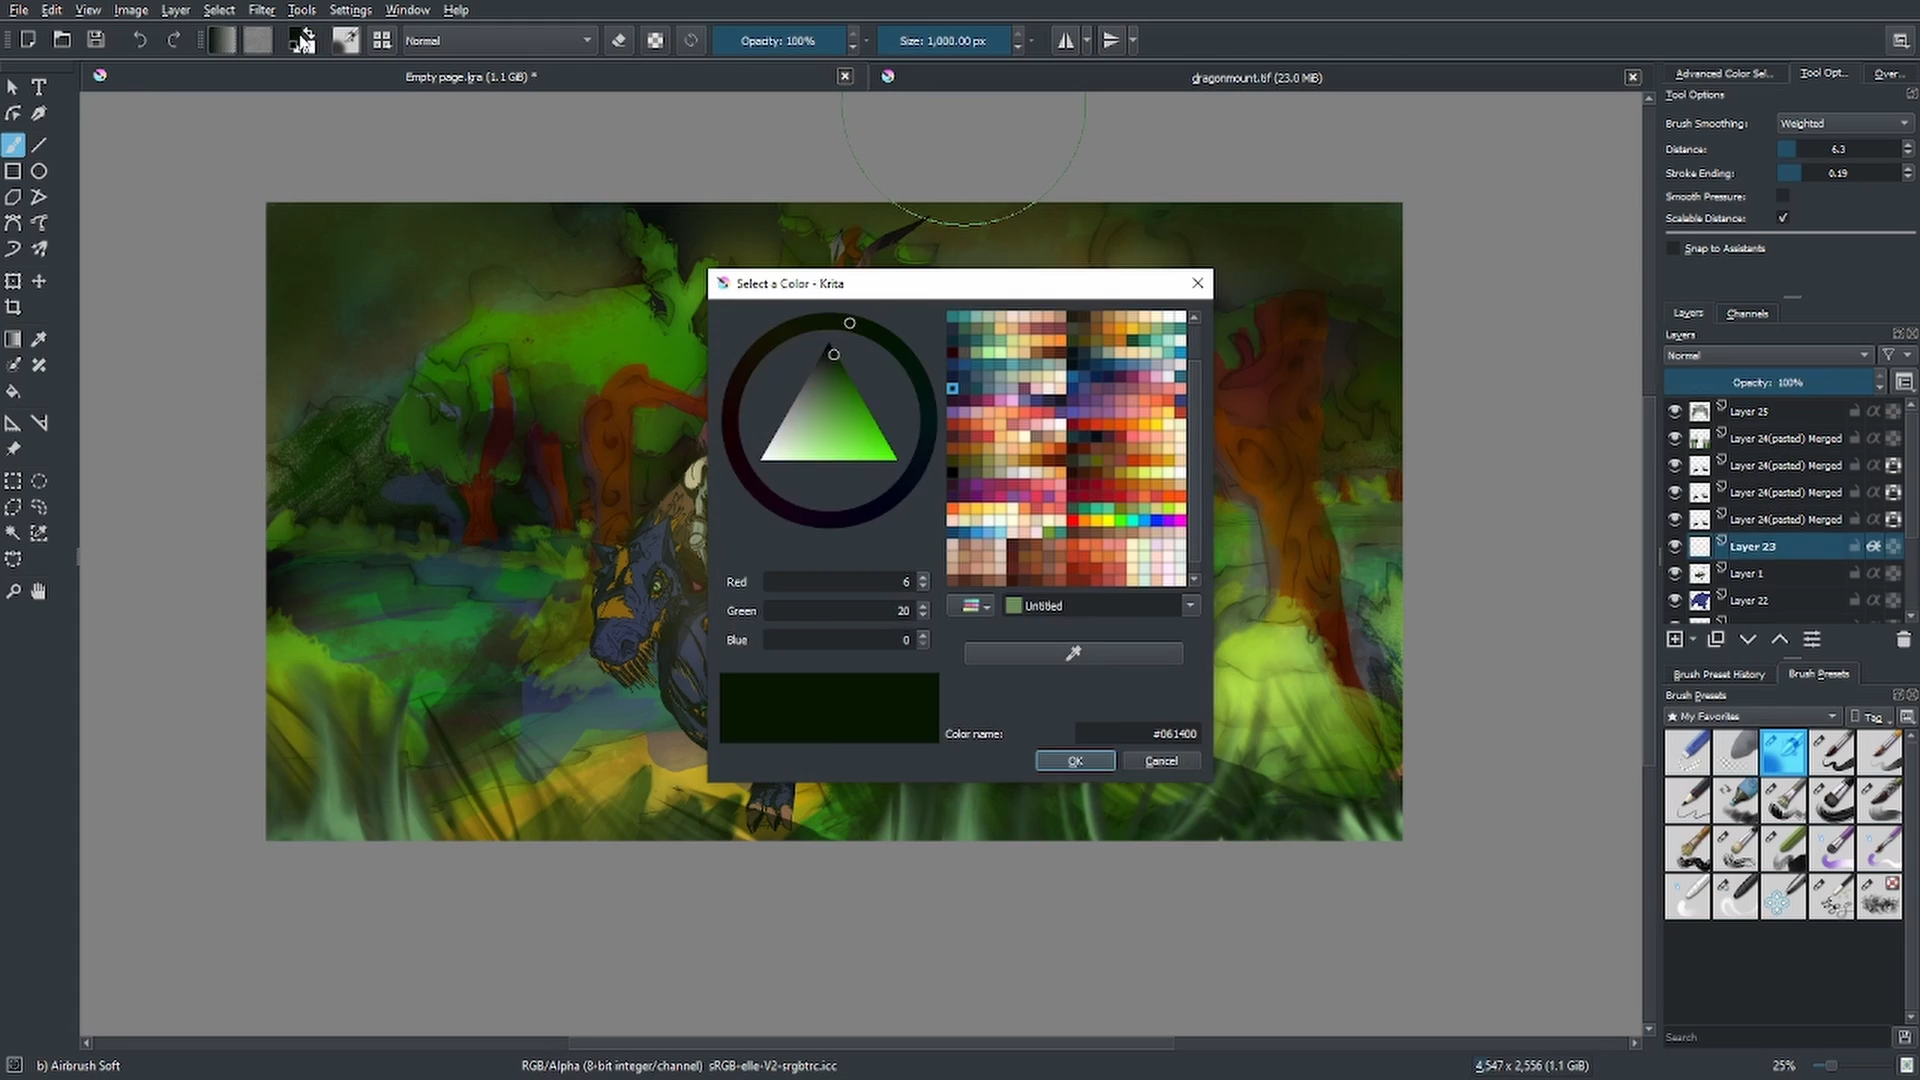 File Edit View Image Layer Select Filter Tools Settings Window Help
Normal
Opacity: 100%
Size: 1,000.00 px
Empty page.kra (1.1 GiB) *
dragonmount.tif (23.0 MiB)
Advanced Color Sel...
Tool Opt...
Over...
Tool Options
Brush Smoothing: Weighted
Distance: 6.3
Stroke Ending: 0.19
Smooth Pressure:
Scalable Distance:
Snap to Assistants
Select a Color - Krita
Red 6
Green 20
Blue 0
Untitled
Color name: #061400
OK
Cancel
Layers Channels
Layers
Normal
Opacity: 100%
Layer 25
Layer 24(pasted) Merged
Layer 24(pasted) Merged
Layer 24(pasted) Merged
Layer 24(pasted) Merged
Layer 23
Layer 1
Layer 22
Brush Preset History Brush Presets
Brush Presets
★ My Favorites
Tag
Search
b) Airbrush Soft
RGB/Alpha (8-bit integer/channel) sRGB-elle-V2-srgbtrc.icc
4,547 x 2,556 (1.1 GiB)
25%